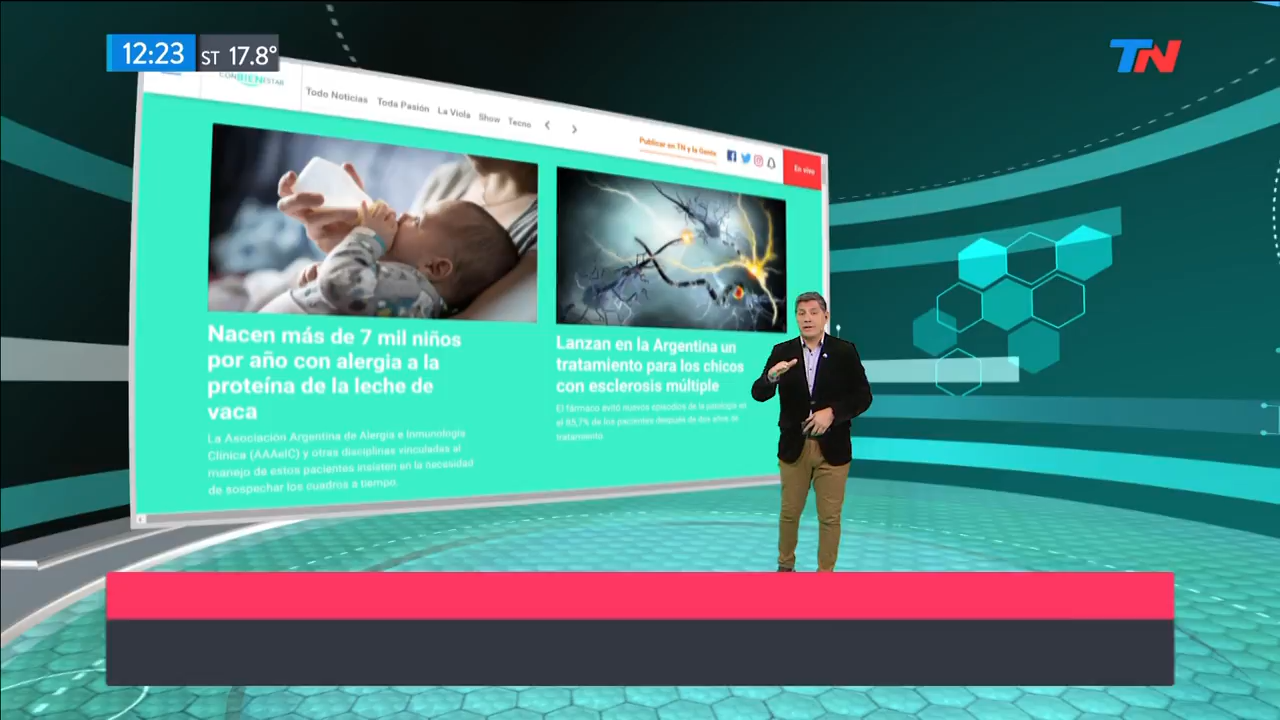 12:23 ST 17.8°
TN
CONBIENESTAR
Todo Noticias Toda Pasión La Viola Show Tecno
Publicar en TN y la Gente
En vivo
Nacen más de 7 mil niños
por año con alergia a la
proteína de la leche de
vaca
La Asociación Argentina de Alergia e Inmunología
Clínica (AAAeIC) y otras disciplinas vinculadas al
manejo de estos pacientes insisten en la necesidad
de sospechar los cuadros a tiempo.
Lanzan en la Argentina un
tratamiento para los chicos
con esclerosis múltiple
El fármaco evitó nuevos episodios de la patología en
el 85,7% de los pacientes después de dos años de
tratamiento.